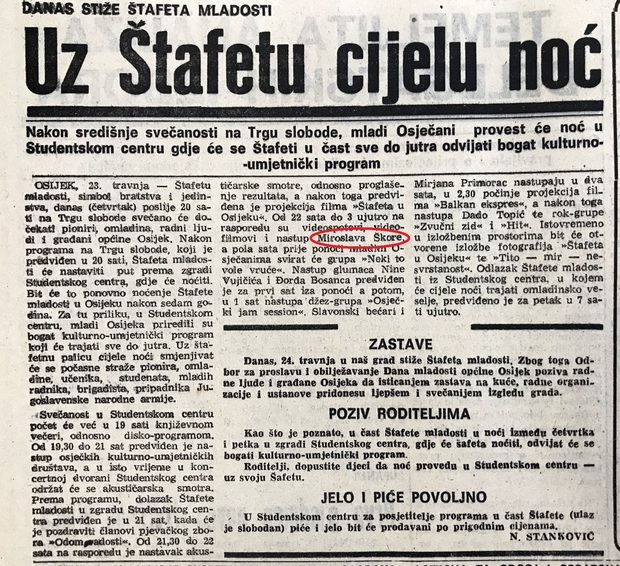 DANAS STIŽE ŠTAFETA MLADOSTI
Uz Štafetu cijelu noć
Nakon središnje svečanosti na Trgu slobode, mladi Osječani provest će noć u
Studentskom centru gdje će se Štafeti u čast sve do jutra odvijati bogat kulturno-
-umjetnički program
OSIJEK, 23. travnja — Štafetu
mladosti, simbol bratstva i jedin-
stva, danas (četvrtak) poslije 20 sa-
ti na Trgu slobode svečano će do-
čekati pioniri, omladina, radni lju-
di i građani općine Osijek. Nakon
programa na Trgu slobode, koji je
predviđen u 20 sati, Štafeta mlados-
ti će nastaviti put prema zgradi
Studentskog centra, gdje će noćiti.
Bit će to ponovno noćenje Štafete
mladosti u Osijeku nakon sedam go-
dina. Za tu priliku, u Studentskom
centru, mladi Osijeka priredili su
bogat kulturno-umjetnički program
koji će trajati sve do jutra. Uz
štafetnu palicu cijele noći smjenjivat
će se počasne straže pionira, omla-
dine, učenika, studenata, mladih
radnika, brigadista, pripadnika Ju-
goslavenske narodne armije.
Svečanost u Studentskom centru
počet će već u 19 sati književnom
večeri, odnosno disko-programom.
Od 19,30 do 21 sat predviđen je na-
stup osječkih kulturno-umjetničkih
društava, a u isto vrijeme u kon-
certnoj dvorani Studentskog centra
održat će se akustičarska smotra.
Prema programu, dolazak Štafete
mladosti u zgradu Studentskog cen-
tra predviđen je u 21 sat, kada će
je pozdraviti članovi pjevačkog zbo-
ra »Odom radosti«. Od 21,30 do 22
sata na rasporedu je nastavak akus-
tičarske smotre, odnosno proglaše-
nje rezultata, a nakon toga predvi-
đena je projekcija filma »Štafeta u
Osijeku«. Od 22 sata do 3 ujutro na
rasporedu su videospotovi, video-
filmovi i nastup Miroslava Škore,
a pola sata prije ponoći mladim O-
sječanima svirat će grupa »Neki to
vole vruće«. Nastup glumaca Nine
Vujičića i Đorđa Bosanca predviđen
je za prvi sat iza ponoći a potom,
u 1 sat nastupa džez-grupa »Osječ-
ki jam session«. Slavonski bećari i
Mirjana Primorac nastupaju u dva
sata, u 2,30 počinje projekcija fil-
ma »Balkan ekspres«, a nakon toga
nastupa Dado Topić te rok-grupe
»Zvučni zid« i »Hit«. Istovremeno
u izložbenim prostorima bit će ot-
vorene izložbe fotografija »Štafeta
u Osijeku« te »Tito — mir — ne-
svrstanost«. Odlazak Štafete mlados-
ti iz Studentskog centra, u kojem
će cijele noći trajati omladinsko ve-
selje, predviđeno je za petak u 7 sa-
ti ujutro.
ZASTAVE
Danas, 24. travnja u naš grad stiže Štafeta mladosti. Zbog toga Od-
bor za proslavu i obilježavanje Dana mladosti općine Osijek poziva rad-
ne ljude i građane Osijeka da isticanjem zastava na kuće, radne organi-
zacije i ustanove pridonesu ljepšem i svečanijem izgledu grada.
POZIV RODITELJIMA
Kao što je poznato, u čast Štafete mladosti u noći između četvrtka
i petka u zgradi Studentskog centra, gdje će šafeta noćiti, odvijat će se
bogat kulturno-umjetnički program.
Roditelji, dopustite djeci da noć provedu u Studentskom centru —
uz svoju Šafetu.
JELO I PIĆE POVOLJNO
U Studentskom centru za posjetitelje programa u čast Štafete (ulaz
je slobodan) piće i jelo bit će prodavani po prigodnim cijenama.
N. STANKOVIĆ